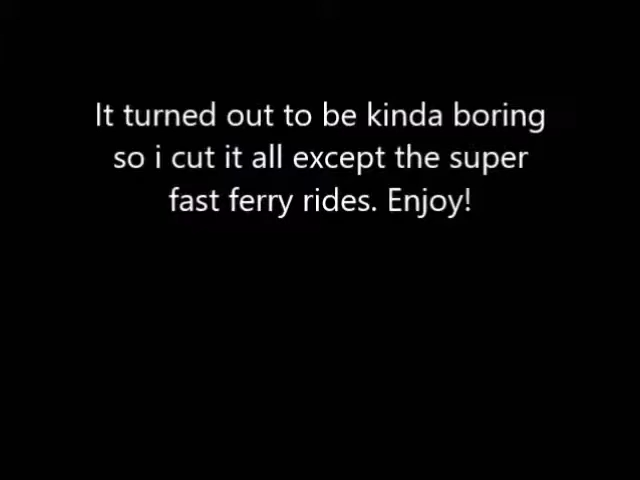 It turned out to be kinda boring
so i cut it all except the super
fast ferry rides. Enjoy!